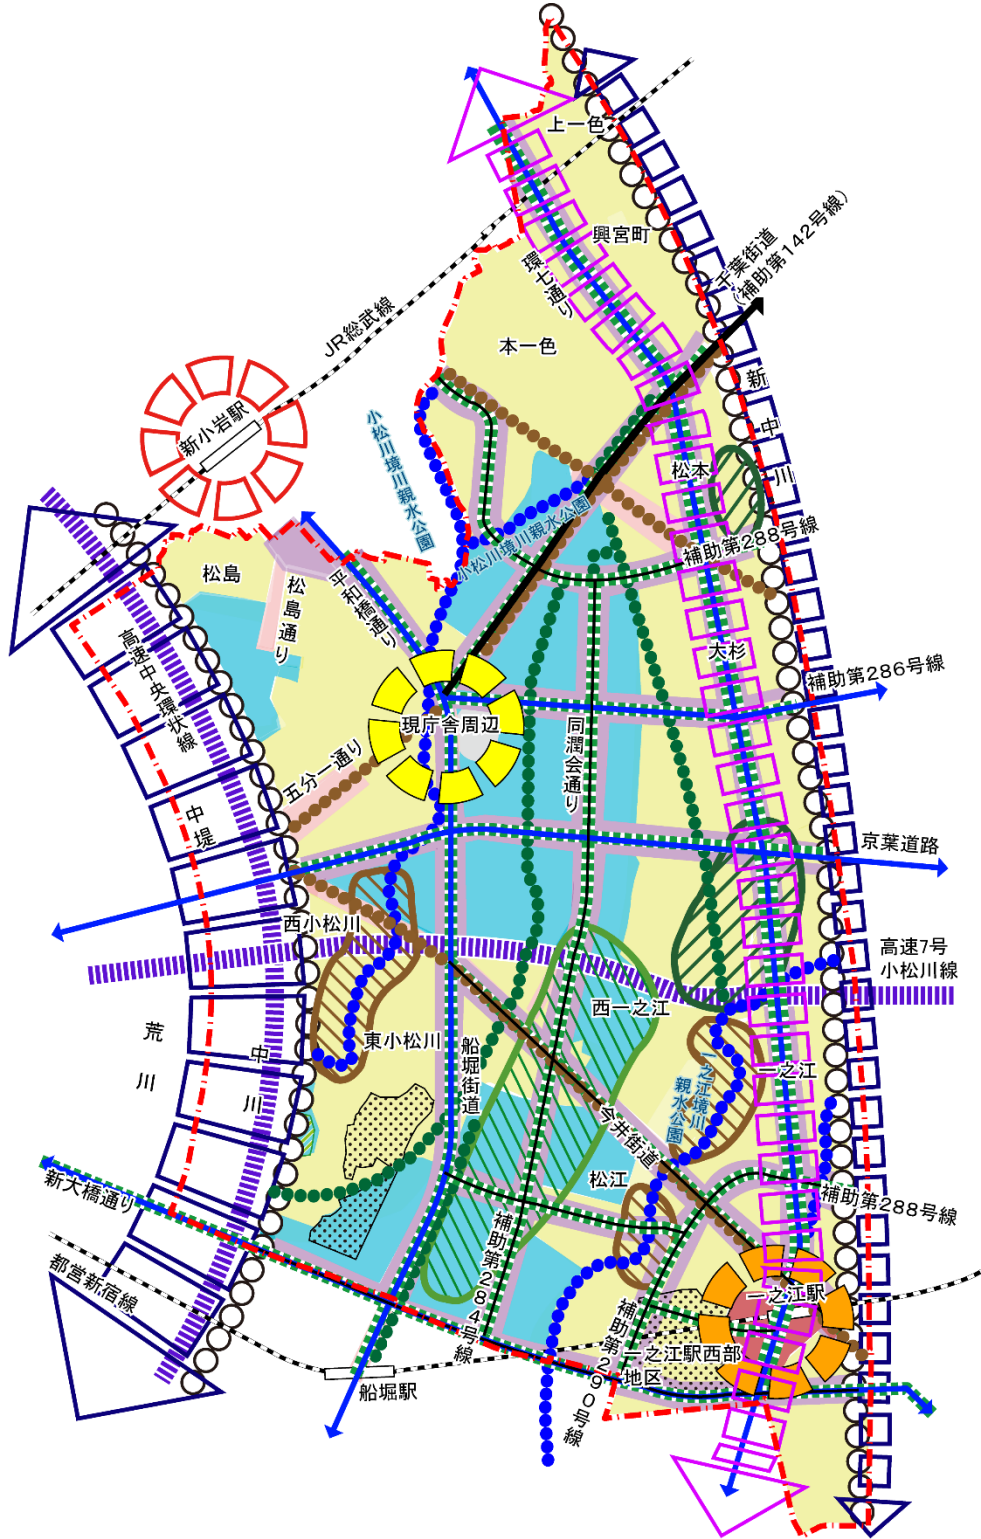 上一色
興宮町
環七通り
千葉街道
(補助第142号線)
JR総武線
本一色
新中川
新小岩駅
小松川境川親水公園
松本
小松川境川親水公園
補助第288号線
松島
松島通り
平和橋通り
高速中央環状線
大杉
補助第286号線
現庁舎周辺
同潤会通り
五分一通り
中堤
京葉道路
西小松川
高速7号
小松川線
西一之江
荒川
中川
東小松川
船堀街道
一之江
一之江境川
親水公園
今井街道
松江
新大橋通り
補助第288号線
補助第284号線
都営新宿線
一之江駅
補助第290号線
一之江駅西部
地区
船堀駅